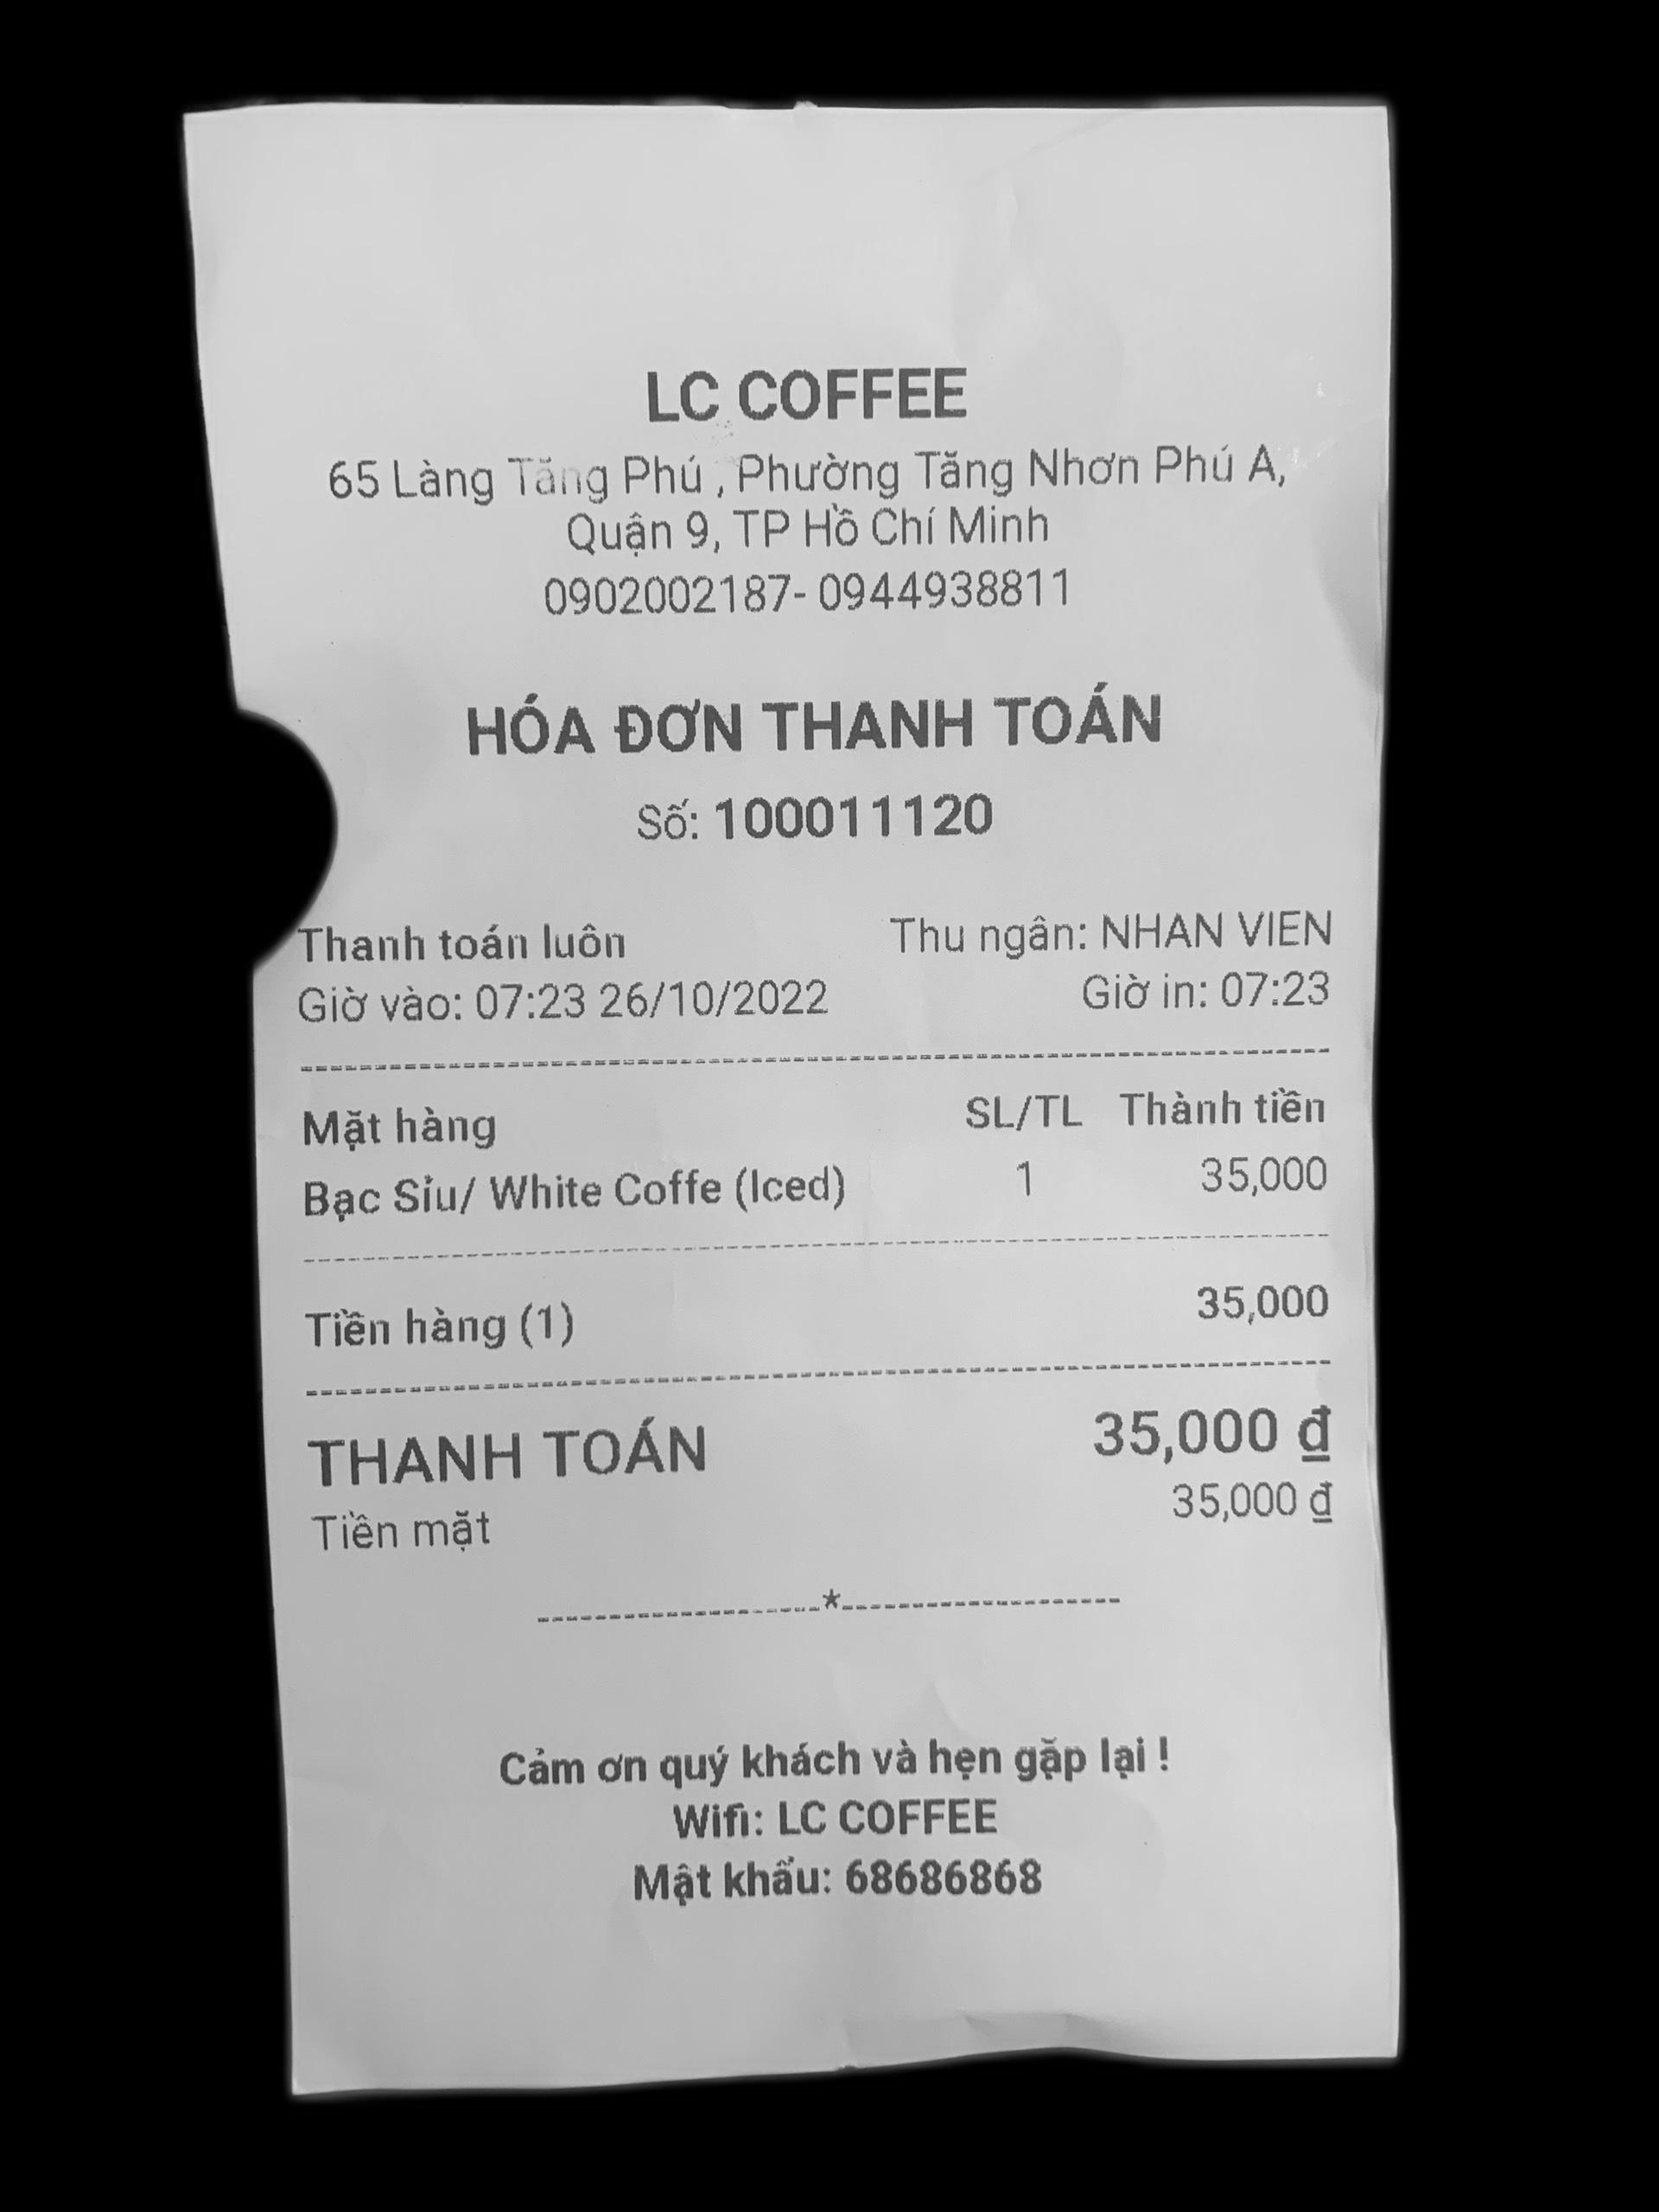 LC COFFEE
65 Làng Tăng Phú , Phường Tăng Nhơn Phú A,
Quận 9, TP Hồ Chí Minh
0902002187- 0944938811
HÓA ĐƠN THANH TOÁN
Số: 100011120
Thanh toán luôn Thu ngân: NHAN VIEN
Giờ vào: 07:23 26/10/2022 Giờ in: 07:23
Mặt hàng SL/TL Thành tiền
Bạc Sỉu/ White Coffe (Iced) 1 35,000
Tiền hàng (1) 35,000
THANH TOÁN 35,000 ₫
Tiền mặt 35,000 ₫
--------------------*--------------------
Cảm ơn quý khách và hẹn gặp lại !
Wifi: LC COFFEE
Mật khẩu: 68686868